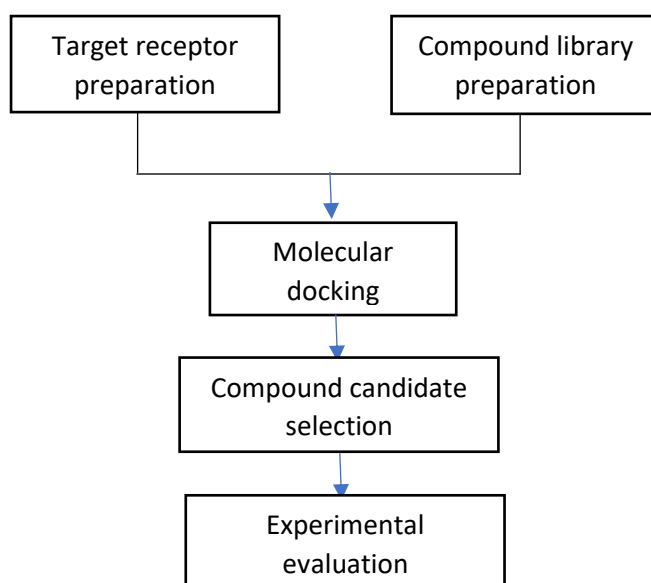 Target receptor
preparation
Compound library
preparation
Molecular
docking
Compound candidate
selection
Experimental
evaluation